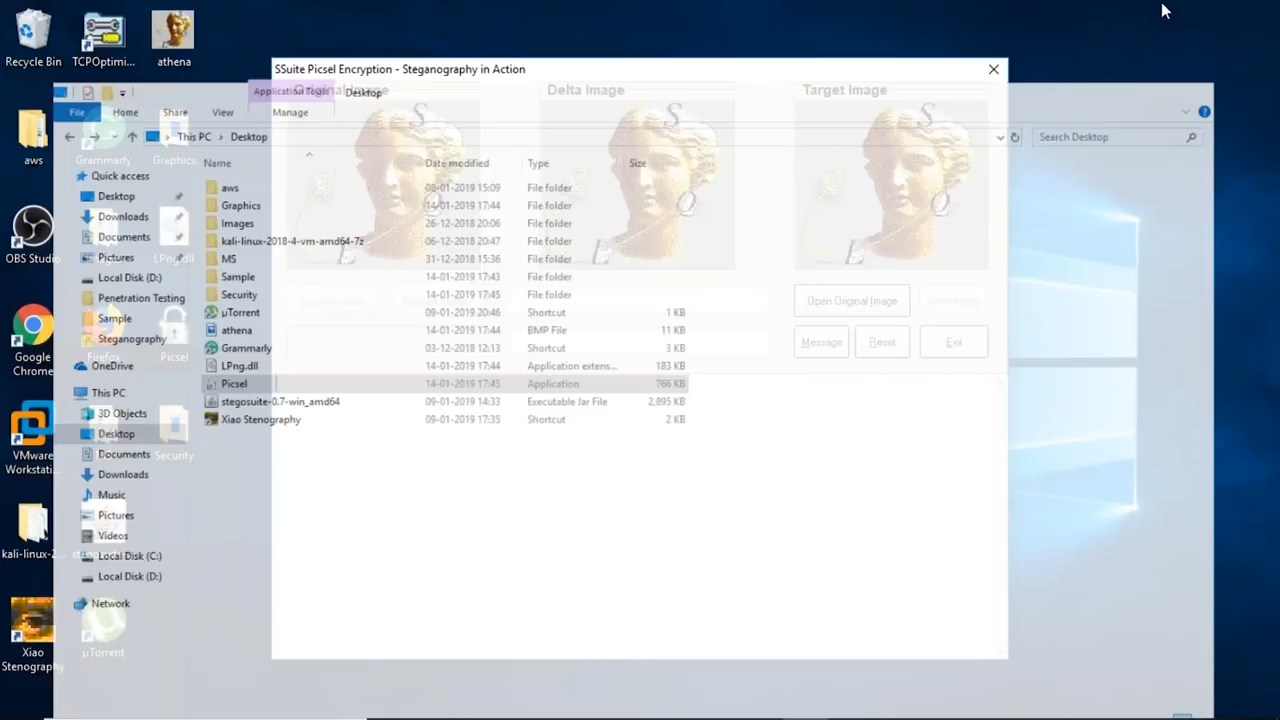 Recycle Bin
TCPOptimi...
athena
aws
Grammarly
Graphics
OBS Studio
LPng.dll
Google
Chrome
Firefox
Picsel
VMware
Workstati...
Security
kali-linux-2...
Xiao
Stenography
µTorrent
SSuite Picsel Encryption - Steganography in Action
Original Image
Delta Image
Target Image
Open Original Image
Message
Reset
Exit
Application Tools
Desktop
File
Home
Share
View
Manage
This PC
Desktop
Search Desktop
Quick access
Desktop
Downloads
Documents
Pictures
Local Disk (D:)
Penetration Testing
Sample
Steganography
OneDrive
This PC
3D Objects
Desktop
Documents
Downloads
Music
Pictures
Videos
Local Disk (C:)
Local Disk (D:)
Network
Name Date modified Type Size
aws 08-01-2019 15:09 File folder
Graphics 14-01-2019 17:44 File folder
Images 26-12-2018 20:06 File folder
kali-linux-2018-4-vm-amd64-7z 06-12-2018 20:47 File folder
MS 31-12-2018 15:36 File folder
Sample 14-01-2019 17:43 File folder
Security 14-01-2019 17:45 File folder
µTorrent 09-01-2019 20:46 Shortcut 1 KB
athena 14-01-2019 17:44 BMP File 11 KB
Grammarly 03-12-2018 12:13 Shortcut 3 KB
LPng.dll 14-01-2019 17:44 Application extens... 183 KB
Picsel 14-01-2019 17:45 Application 766 KB
stegosuite-0.7-win_amd64 09-01-2019 14:33 Executable Jar File 2,895 KB
Xiao Stenography 09-01-2019 17:35 Shortcut 2 KB